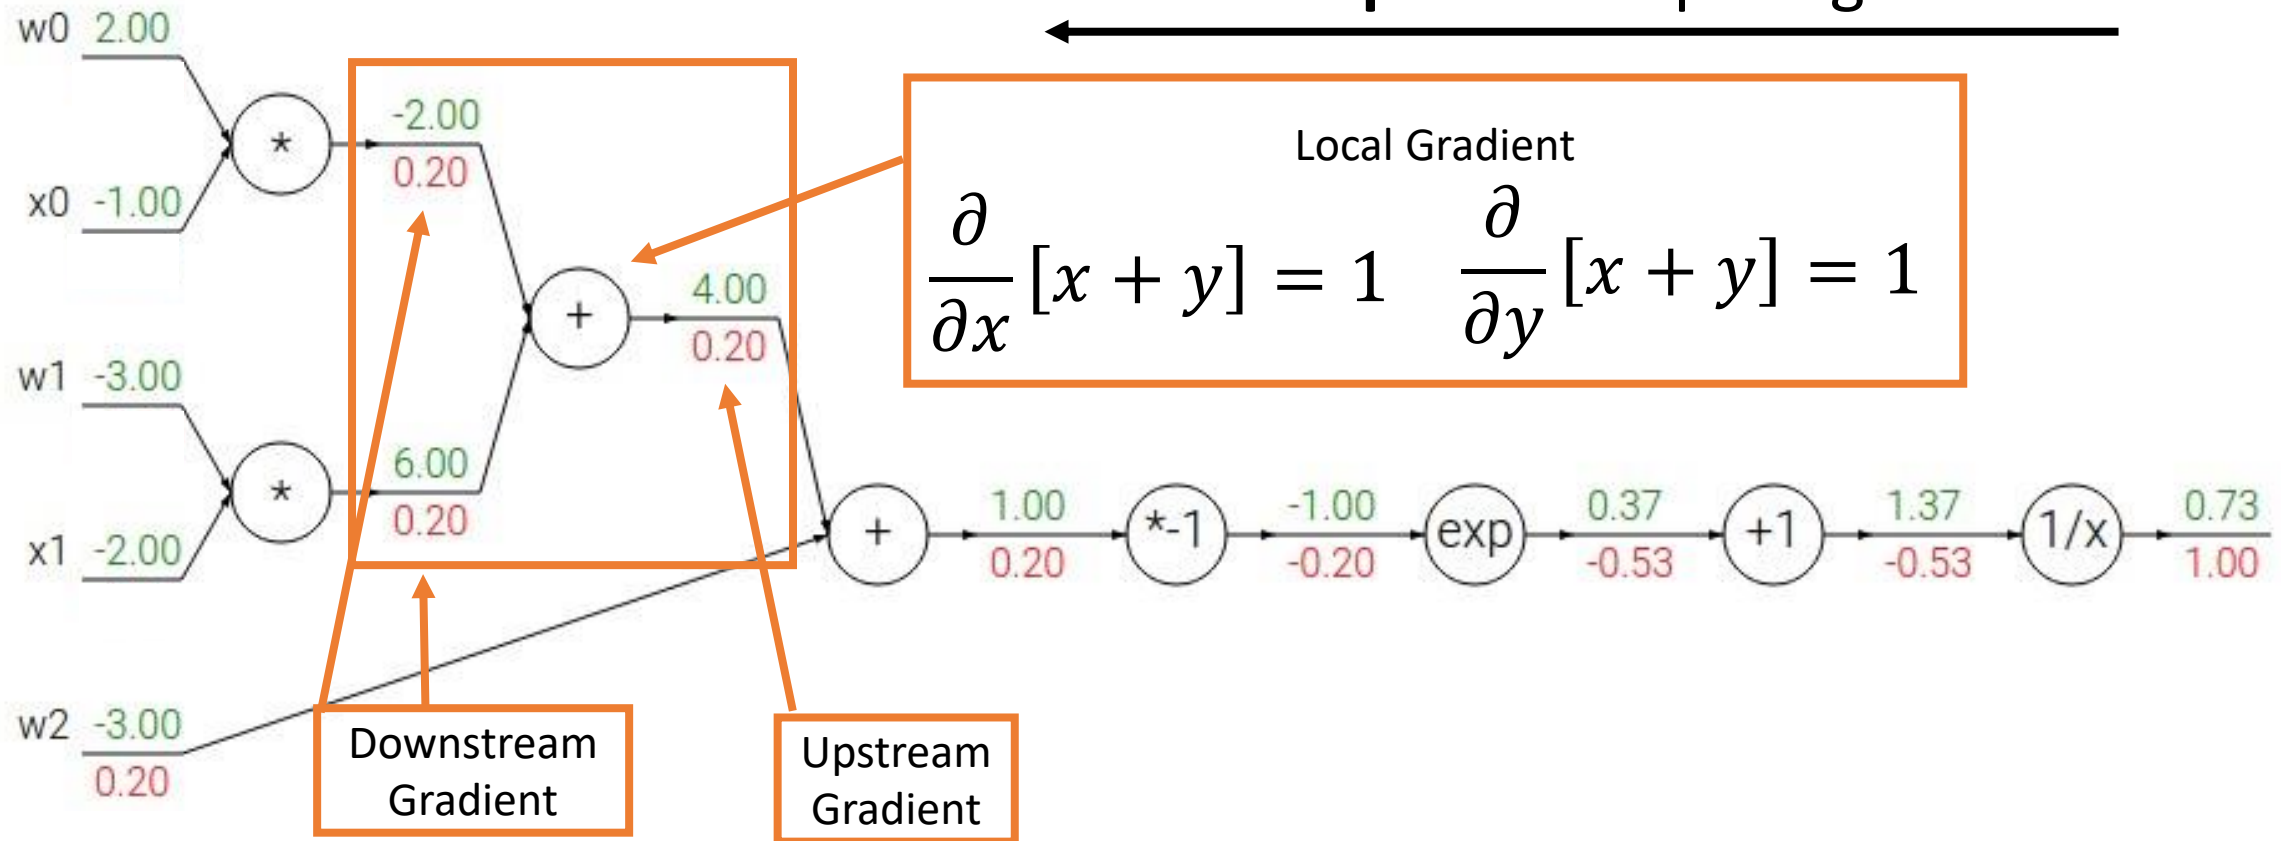 w0 2.00
x0 -1.00
*
-2.00
0.20
w1 -3.00
x1 -2.00
*
6.00
0.20
+
4.00
0.20
Local Gradient
∂/∂x [x + y] = 1   ∂/∂y [x + y] = 1
w2 -3.00
0.20
+
1.00
0.20
*-1
-1.00
-0.20
exp
0.37
-0.53
+1
1.37
-0.53
1/x
0.73
1.00
Downstream
Gradient
Upstream
Gradient